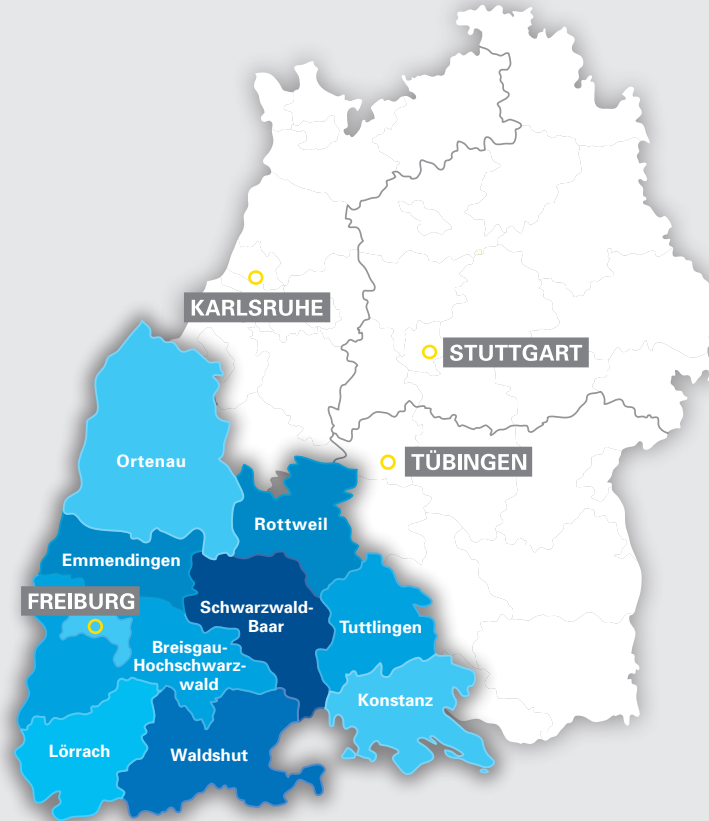 KARLSRUHE
STUTTGART
Ortenau
TÜBINGEN
Rottweil
Emmendingen
FREIBURG
Schwarzwald-
Baar
Tuttlingen
Breisgau-
Hochschwarz-
wald
Konstanz
Lörrach
Waldshut